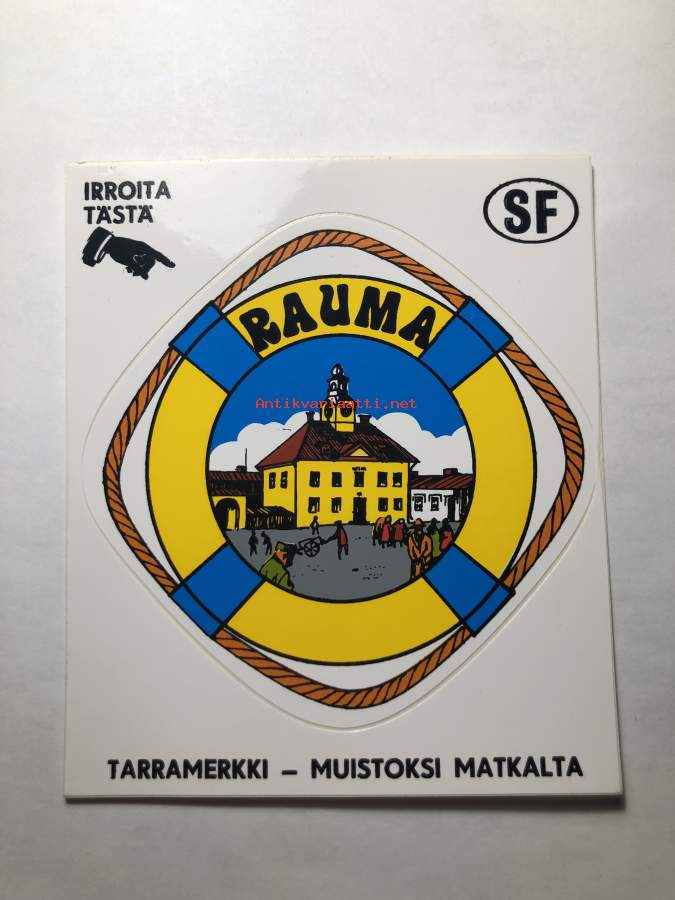 IRROITA
TÄSTÄ
SF
RAUMA
Antikvariaatti.net
TARRAMERKKI – MUISTOKSI MATKALTA